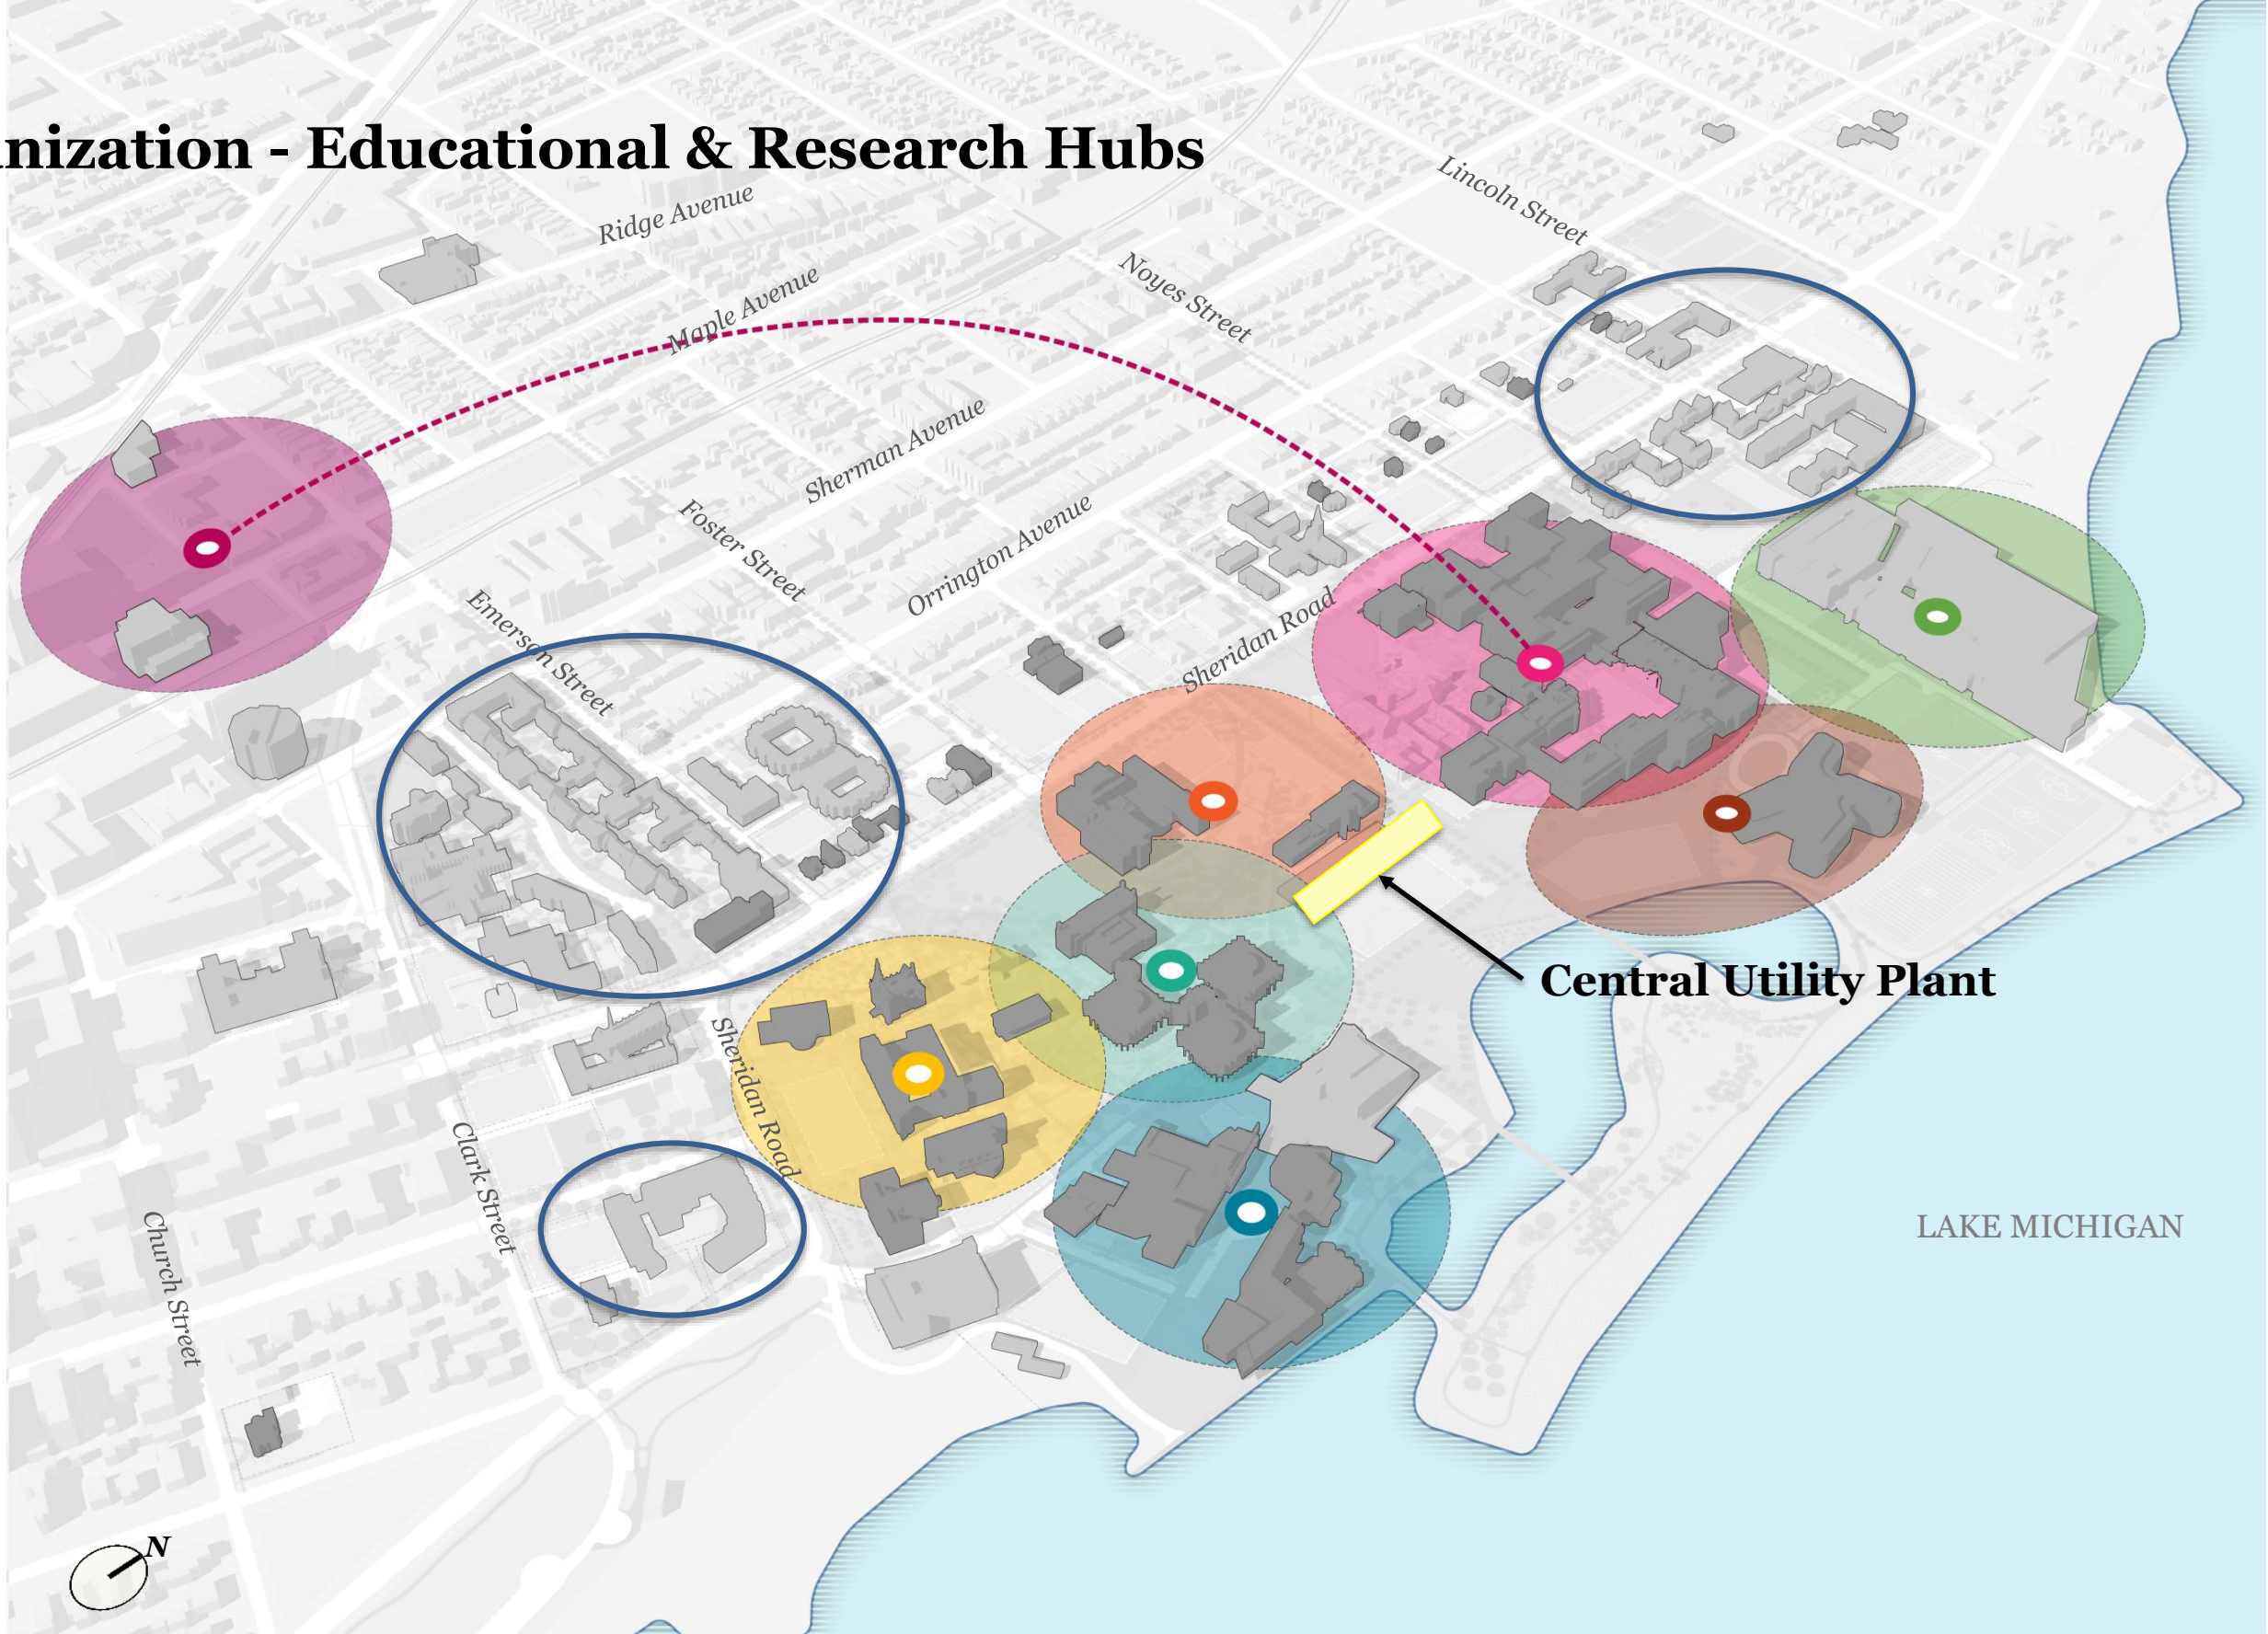 nization - Educational & Research Hubs
Lincoln Street
Ridge Avenue
Noyes Street
Maple Avenue
Sherman Avenue
Foster Street
Orrington Avenue
Emerson Street
Sheridan Road
Central Utility Plant
Sheridan Road
Clark Street
Church Street
LAKE MICHIGAN
N